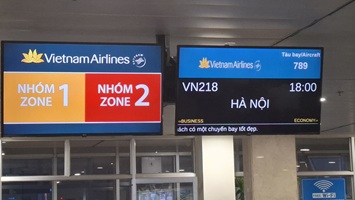 Vietnam Airlines
NHÓM
ZONE 1
NHÓM
ZONE 2
Vietnam Airlines
Tàu bay/Aircraft
789
VN218 18:00
HÀ NỘI
BUSINESS ECONOMY
ách có một chuyến bay tốt đẹp.